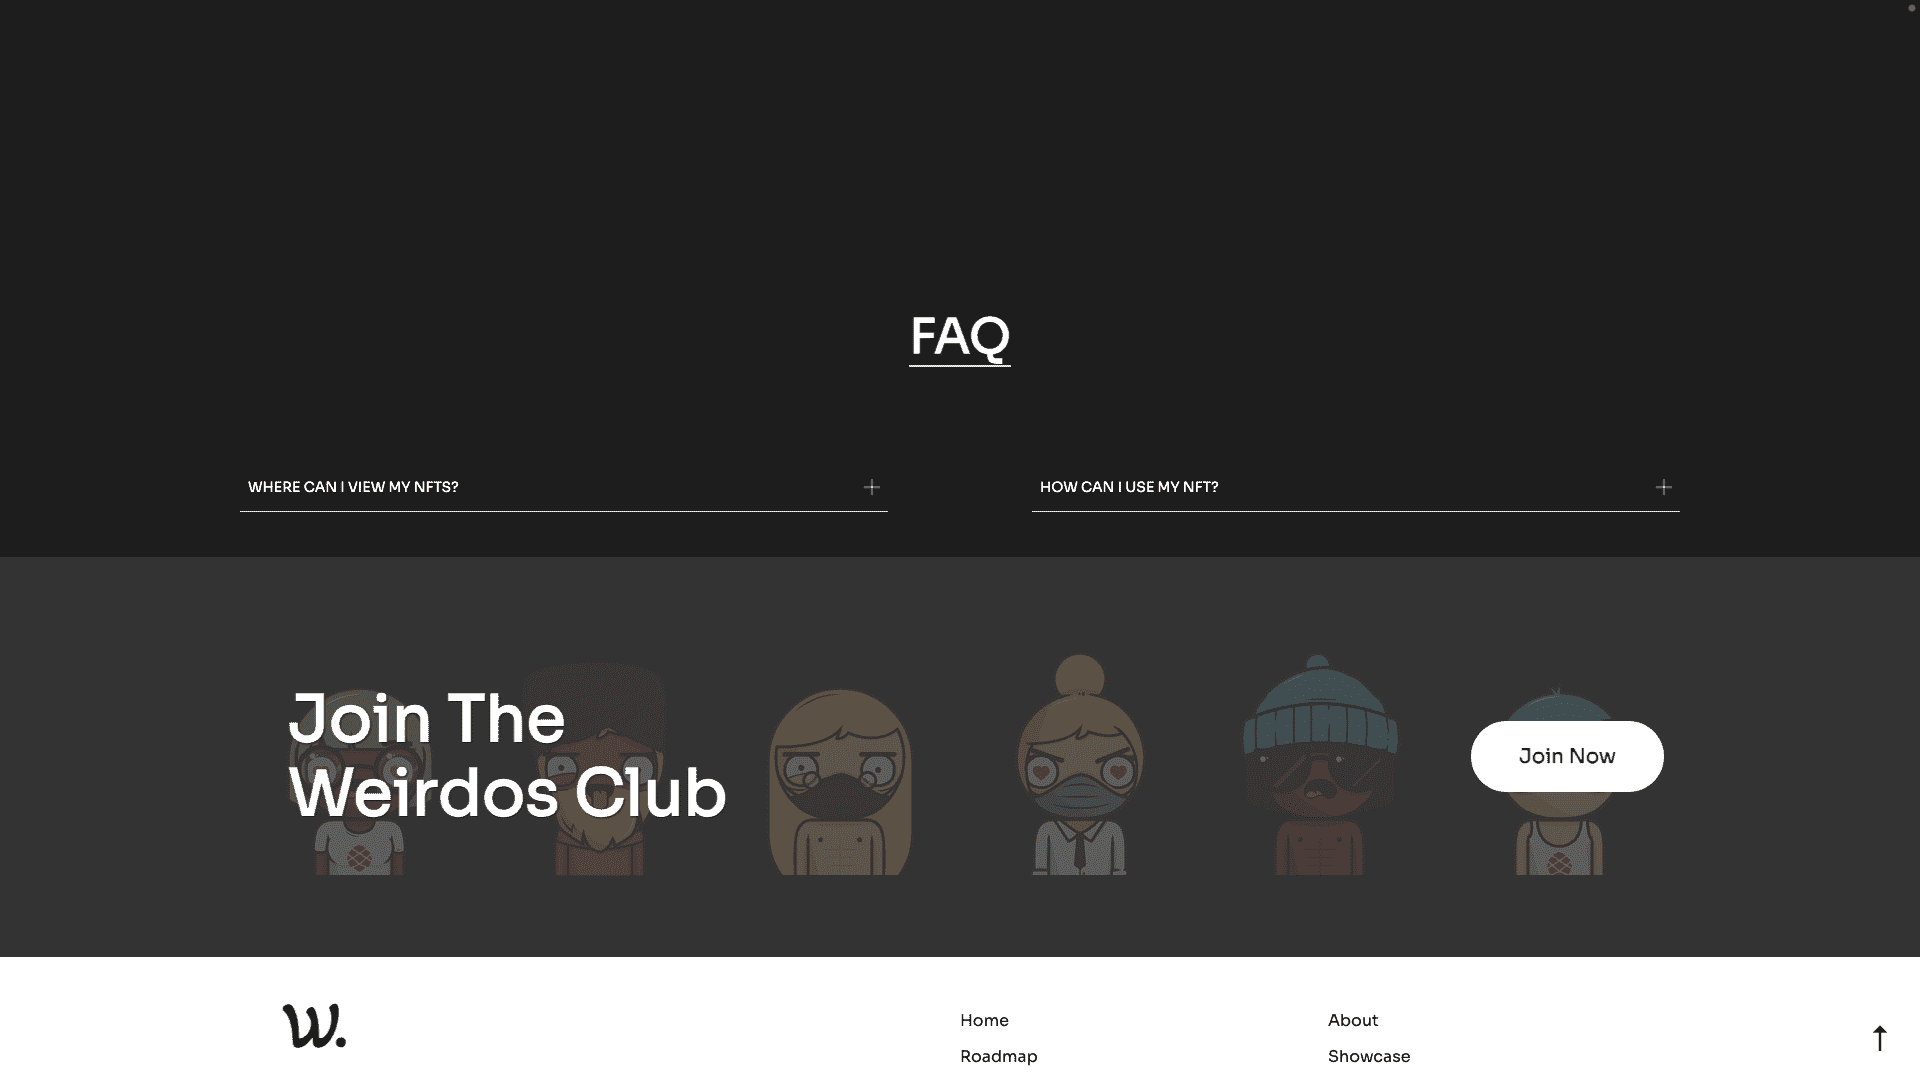 FAQ
WHERE CAN I VIEW MY NFTS?
HOW CAN I USE MY NFT?
Join The
Weirdos Club
Join Now
W.
Home
About
Roadmap
Showcase